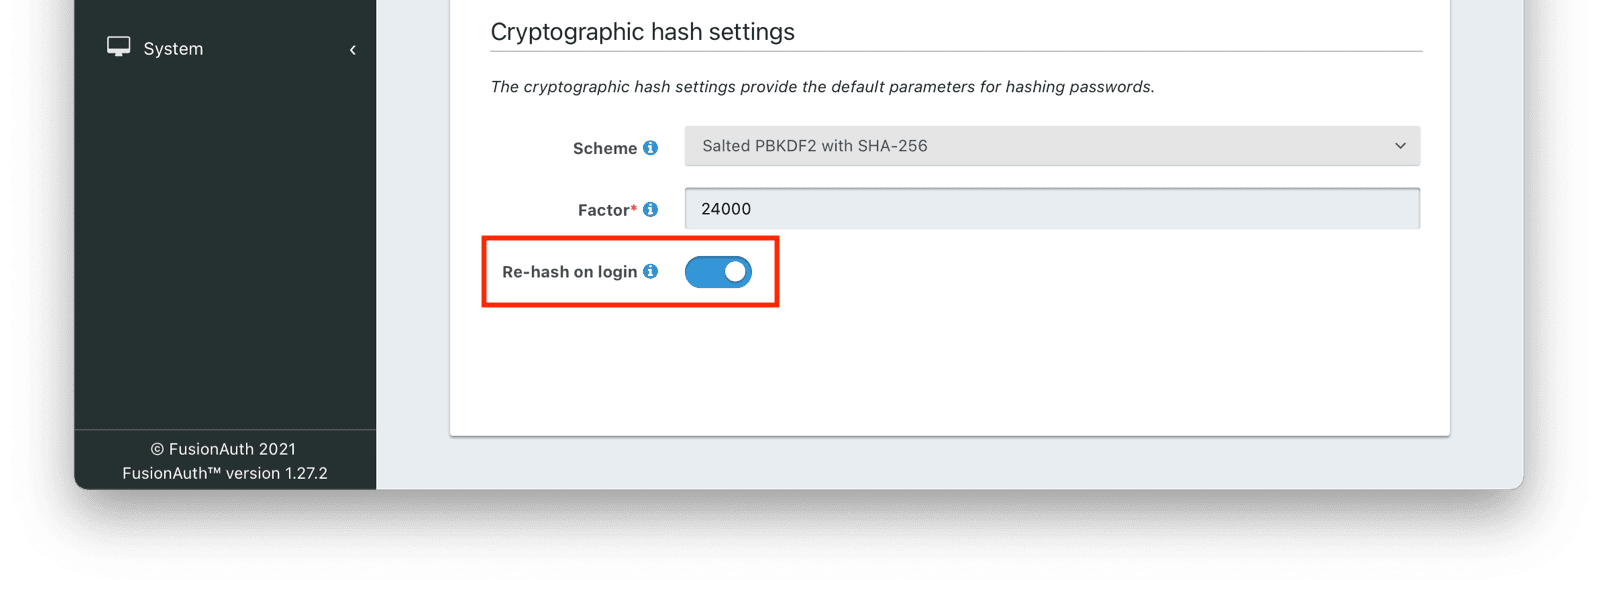 System
Cryptographic hash settings
The cryptographic hash settings provide the default parameters for hashing passwords.
Scheme
Salted PBKDF2 with SHA-256
Factor*
24000
Re-hash on login
© FusionAuth 2021
FusionAuth™ version 1.27.2